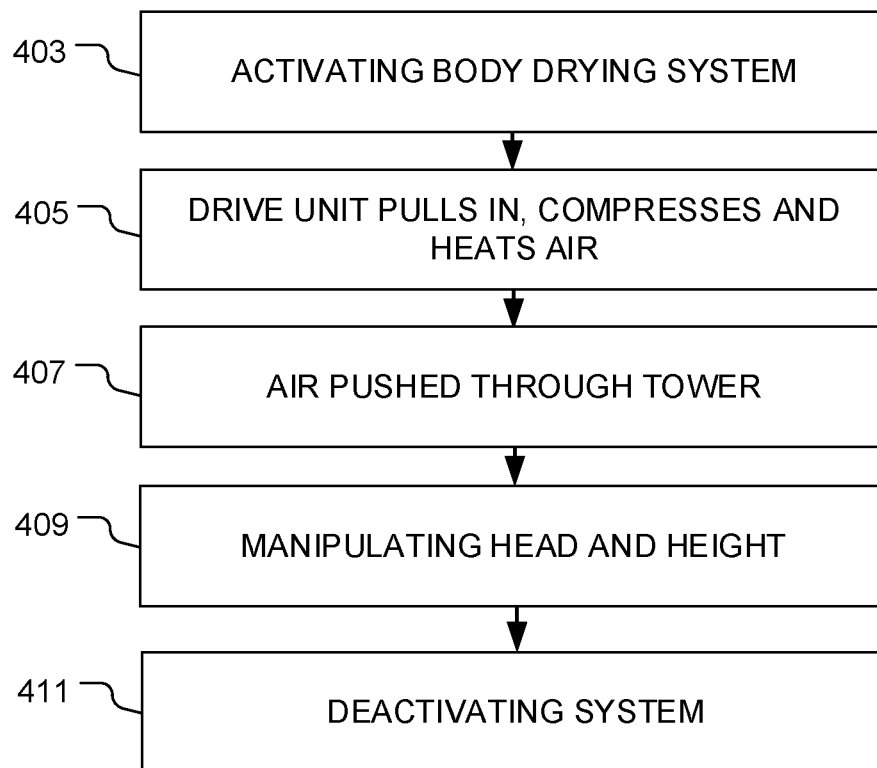 403
ACTIVATING BODY DRYING SYSTEM
405
DRIVE UNIT PULLS IN, COMPRESSES AND
HEATS AIR
407
AIR PUSHED THROUGH TOWER
409
MANIPULATING HEAD AND HEIGHT
411
DEACTIVATING SYSTEM